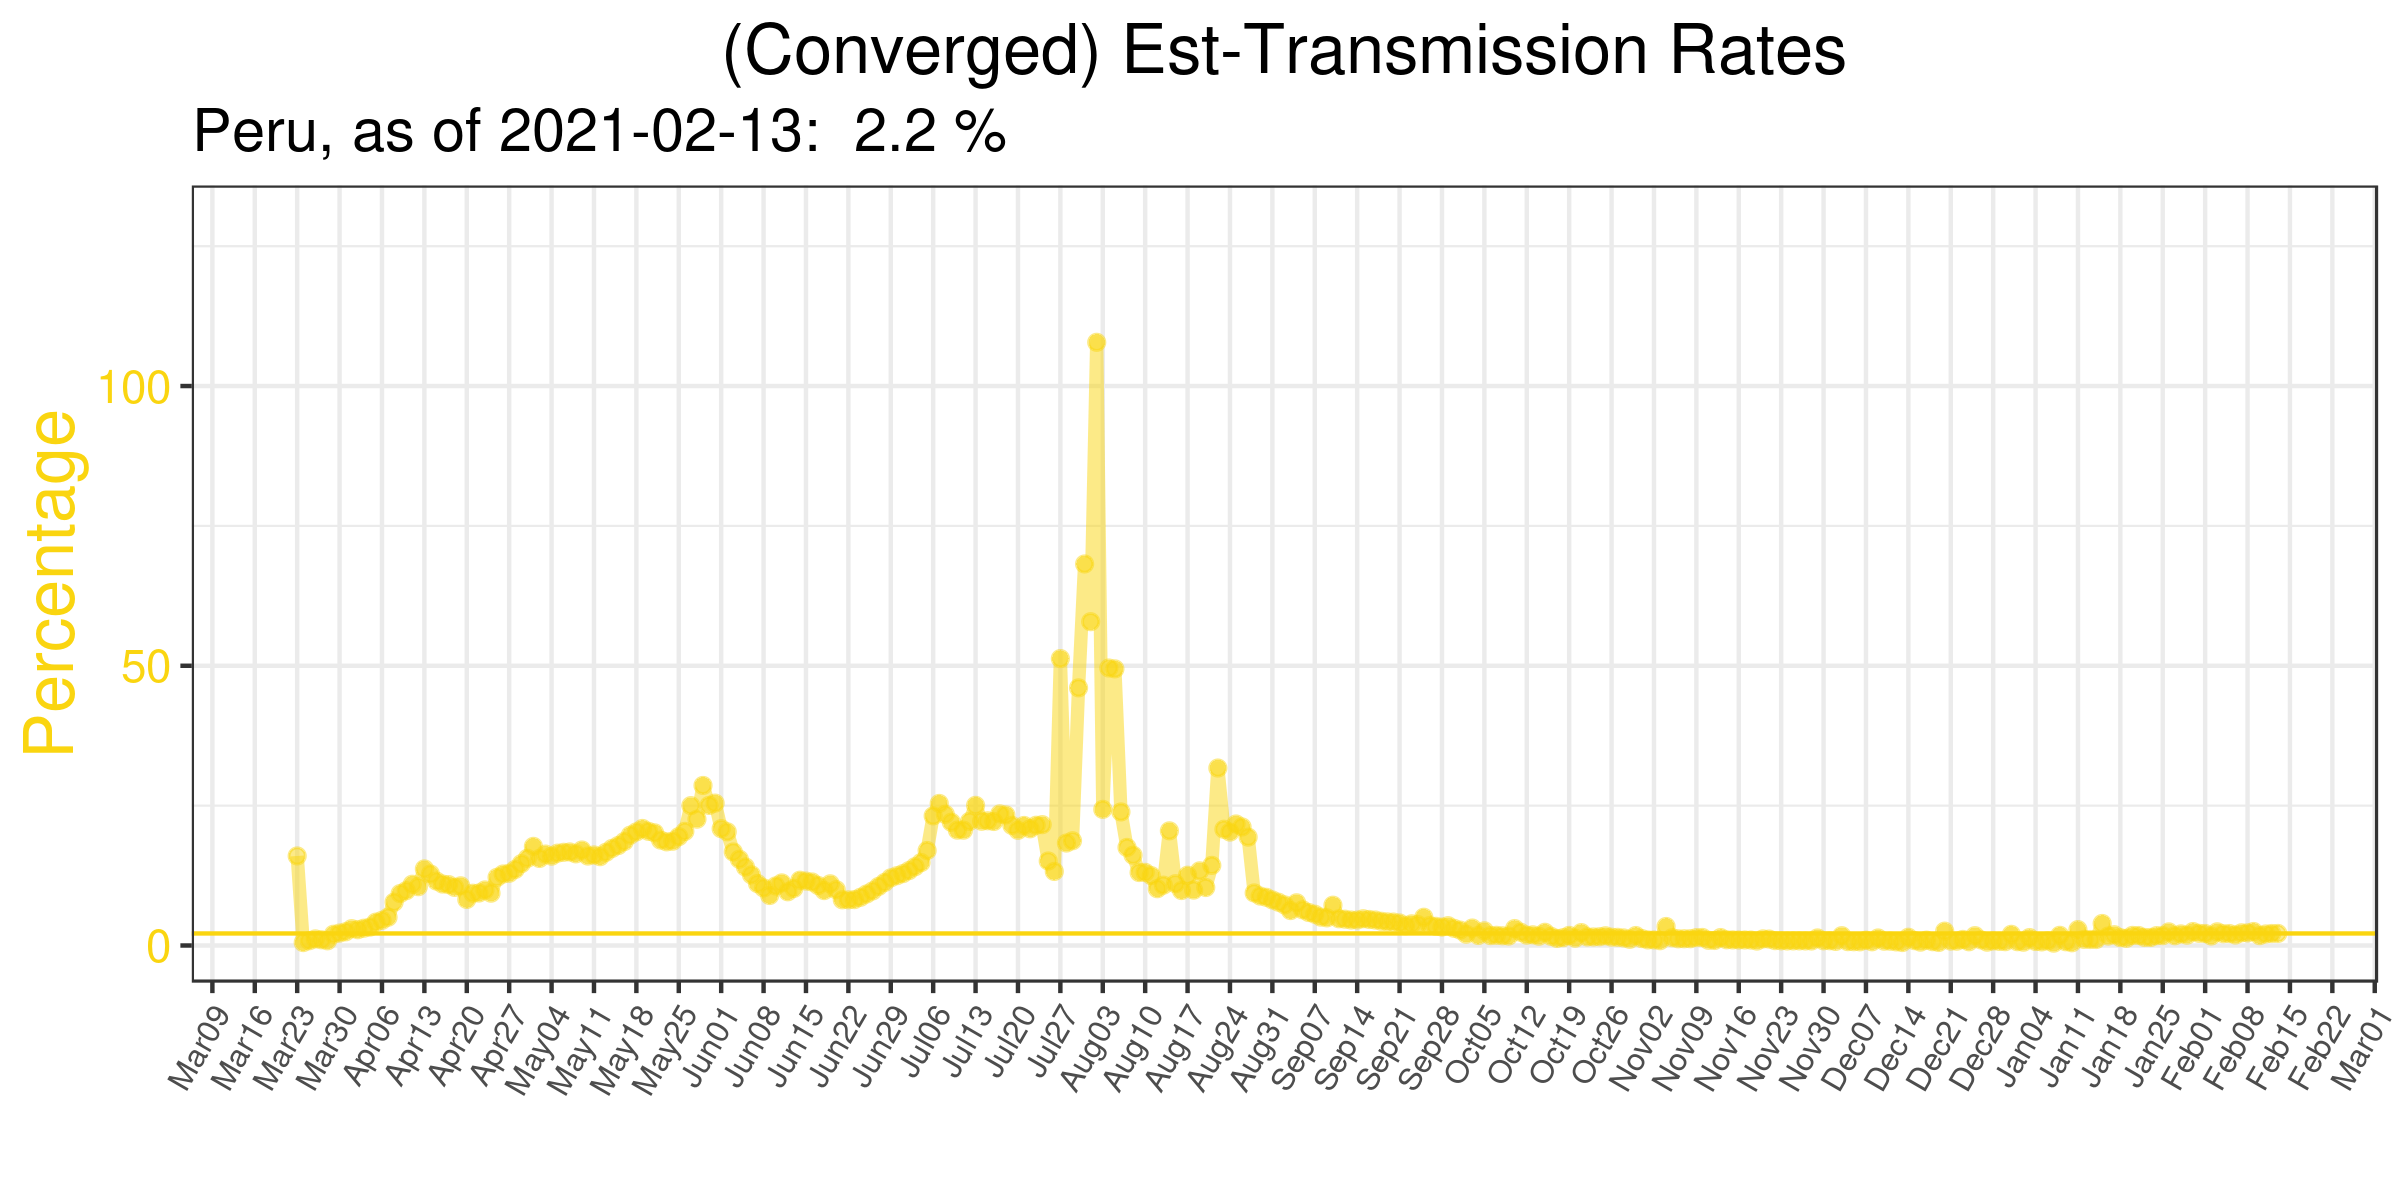 (Converged) Est-Transmission Rates
Peru, as of 2021-02-13:  2.2 %
Percentage
100
50
0
Mar09
Mar16
Mar23
Mar30
Apr06
Apr13
Apr20
Apr27
May04
May11
May18
May25
Jun01
Jun08
Jun15
Jun22
Jun29
Jul06
Jul13
Jul20
Jul27
Aug03
Aug10
Aug17
Aug24
Aug31
Sep07
Sep14
Sep21
Sep28
Oct05
Oct12
Oct19
Oct26
Nov02
Nov09
Nov16
Nov23
Nov30
Dec07
Dec14
Dec21
Dec28
Jan04
Jan11
Jan18
Jan25
Feb01
Feb08
Feb15
Feb22
Mar01